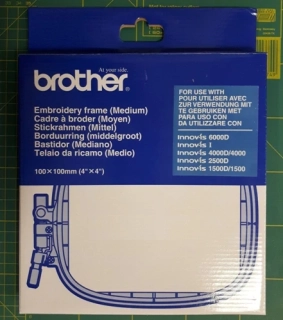 At your side.
brother
Embroidery frame (Medium)
Cadre à broder (Moyen)
Stickrahmen (Mittel)
Borduurring (middelgroot)
Bastidor (Mediano)
Telaio da ricamo (Medio)
100×100mm (4"×4")
FOR USE WITH
POUR UTILISER AVEC
ZUR VERWENDUNG MIT
TE GEBRUIKEN MET
PARA USO CON
DA UTILIZZARE CON
innov-is 6000D
innov-is I
innov-is 4000D/4000
innov-is 2500D
innov-is 1500D/1500